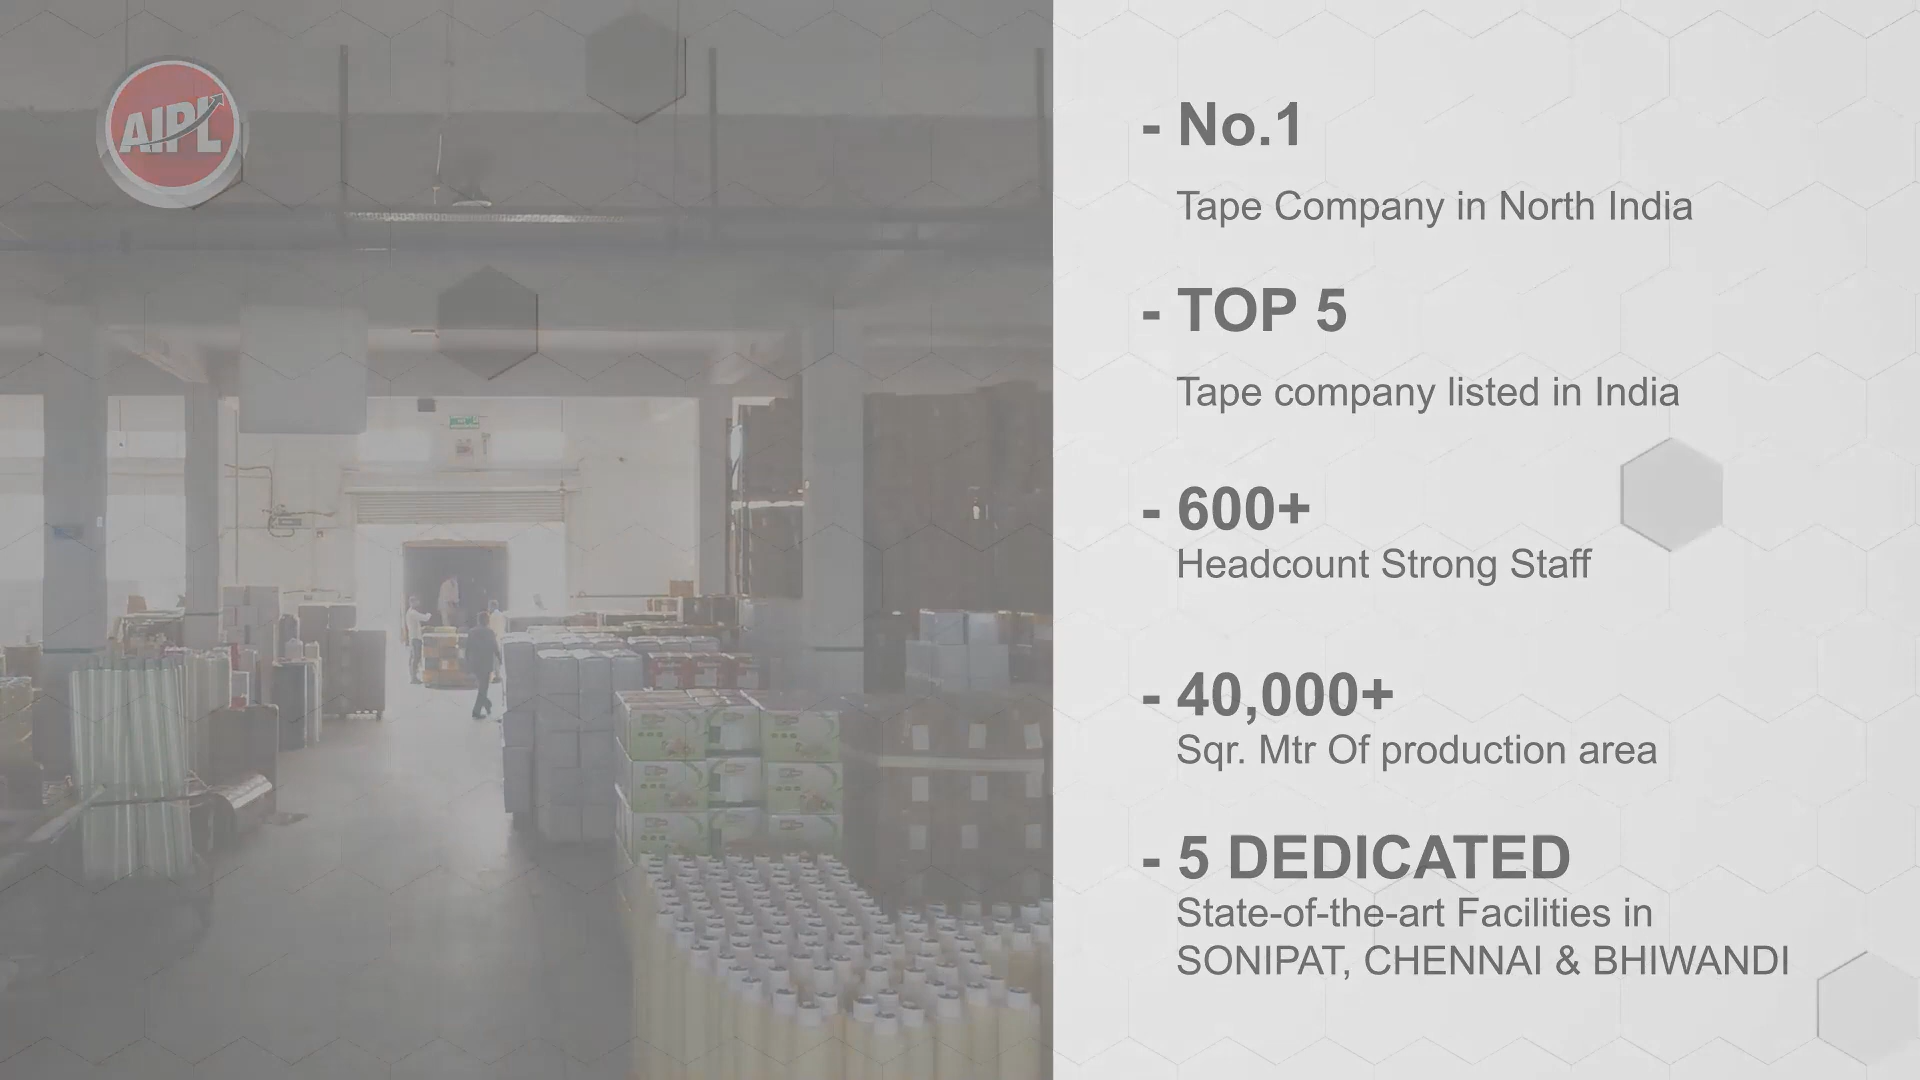 AIPL
- No.1
Tape Company in North India
- TOP 5
Tape company listed in India
- 600+
Headcount Strong Staff
- 40,000+
Sqr. Mtr Of production area
- 5 DEDICATED
State-of-the-art Facilities in
SONIPAT, CHENNAI & BHIWANDI